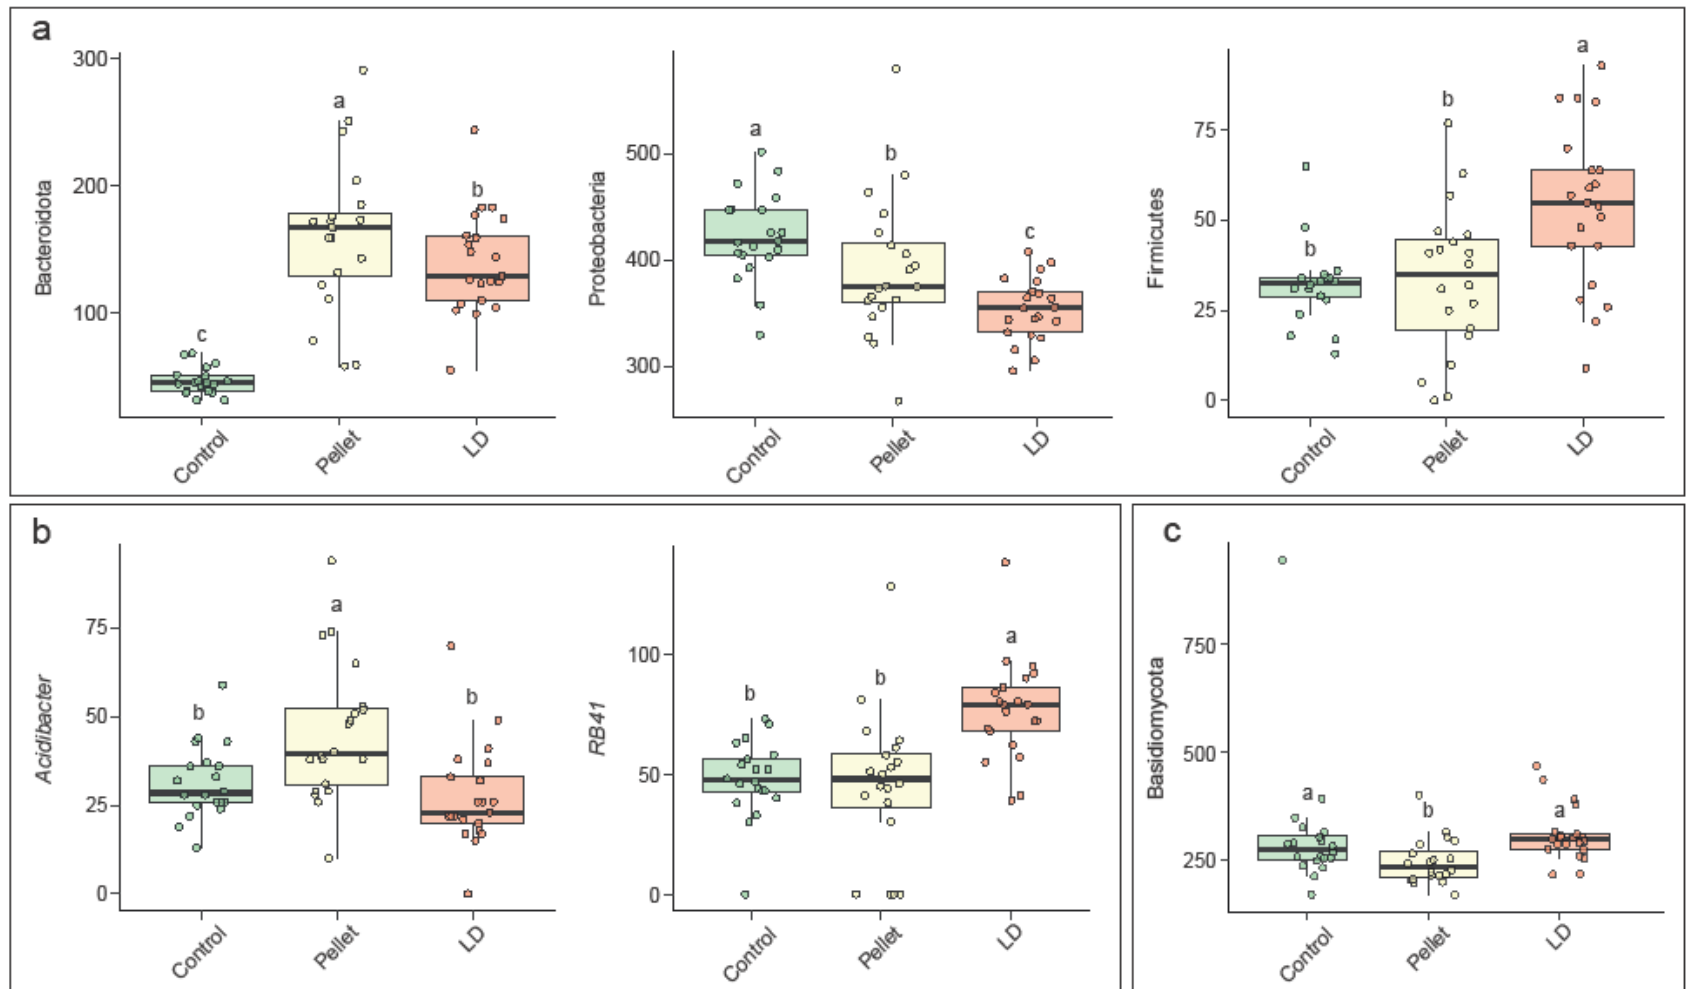 a
Bacteroidota
300
200
100
c
a
b
Control
Pellet
LD
Proteobacteria
500
400
300
a
b
c
Control
Pellet
LD
Firmicutes
75
50
25
0
b
b
a
Control
Pellet
LD
b
Acidibacter
75
50
25
0
b
a
b
Control
Pellet
LD
RB41
100
50
0
b
b
a
Control
Pellet
LD
c
Basidiomycota
750
500
250
a
b
a
Control
Pellet
LD